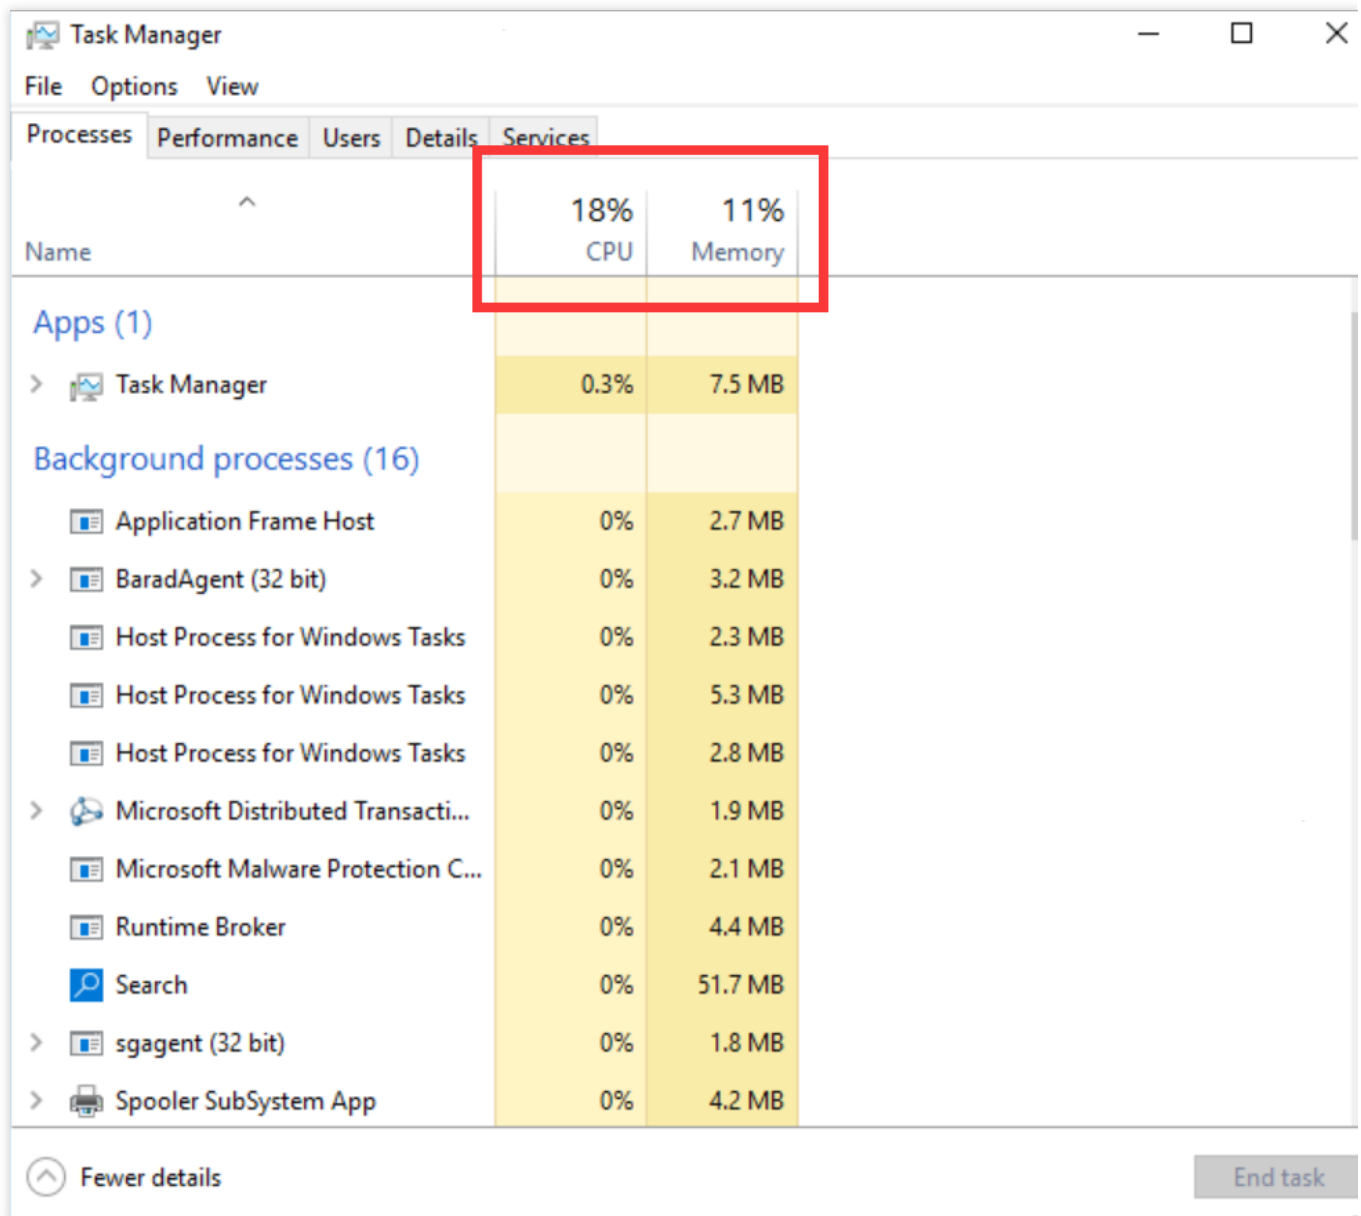 Task Manager
File Options View
Processes Performance Users Details Services
18% 11%
Name CPU Memory
Apps (1)
Task Manager 0.3% 7.5 MB
Background processes (16)
Application Frame Host 0% 2.7 MB
BaradAgent (32 bit) 0% 3.2 MB
Host Process for Windows Tasks 0% 2.3 MB
Host Process for Windows Tasks 0% 5.3 MB
Host Process for Windows Tasks 0% 2.8 MB
Microsoft Distributed Transacti... 0% 1.9 MB
Microsoft Malware Protection C... 0% 2.1 MB
Runtime Broker 0% 4.4 MB
Search 0% 51.7 MB
sgagent (32 bit) 0% 1.8 MB
Spooler SubSystem App 0% 4.2 MB
Fewer details End task